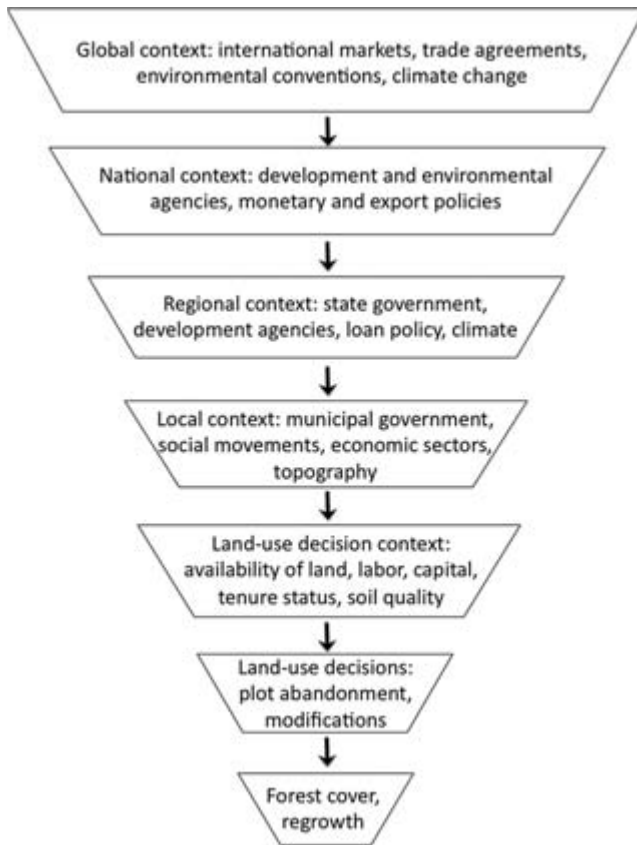 Global context: international markets, trade agreements,
environmental conventions, climate change
National context: development and environmental
agencies, monetary and export policies
Regional context: state government,
development agencies, loan policy, climate
Local context: municipal government,
social movements, economic sectors,
topography
Land-use decision context:
availability of land, labor, capital,
tenure status, soil quality
Land-use decisions:
plot abandonment,
modifications
Forest cover,
regrowth